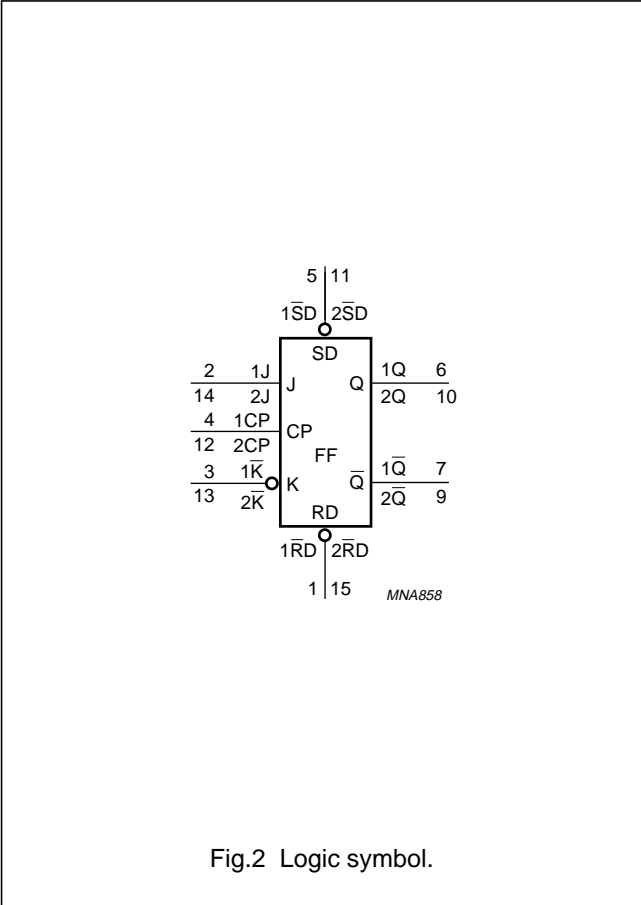 5 11
1S̅D 2S̅D
SD
2 1J J Q 1Q 6
14 2J 2Q 10
4 1CP CP
12 2CP
FF
3 1K̅ K Q̅ 1Q̅ 7
13 2K̅ 2Q̅ 9
RD
1R̅D 2R̅D
1 15 MNA858
Fig.2 Logic symbol.